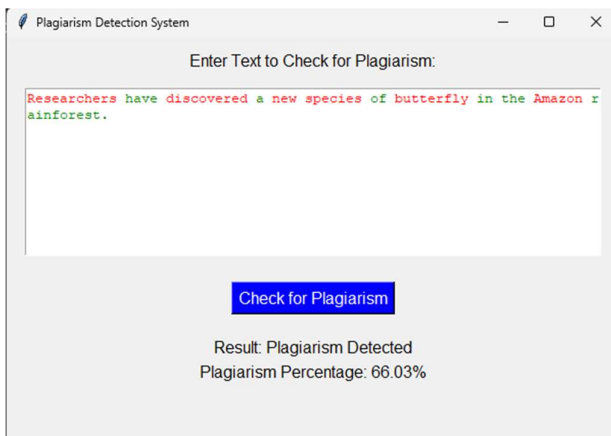 Plagiarism Detection System
Enter Text to Check for Plagiarism:
Researchers have discovered a new species of butterfly in the Amazon r
ainforest.
Check for Plagiarism
Result: Plagiarism Detected
Plagiarism Percentage: 66.03%